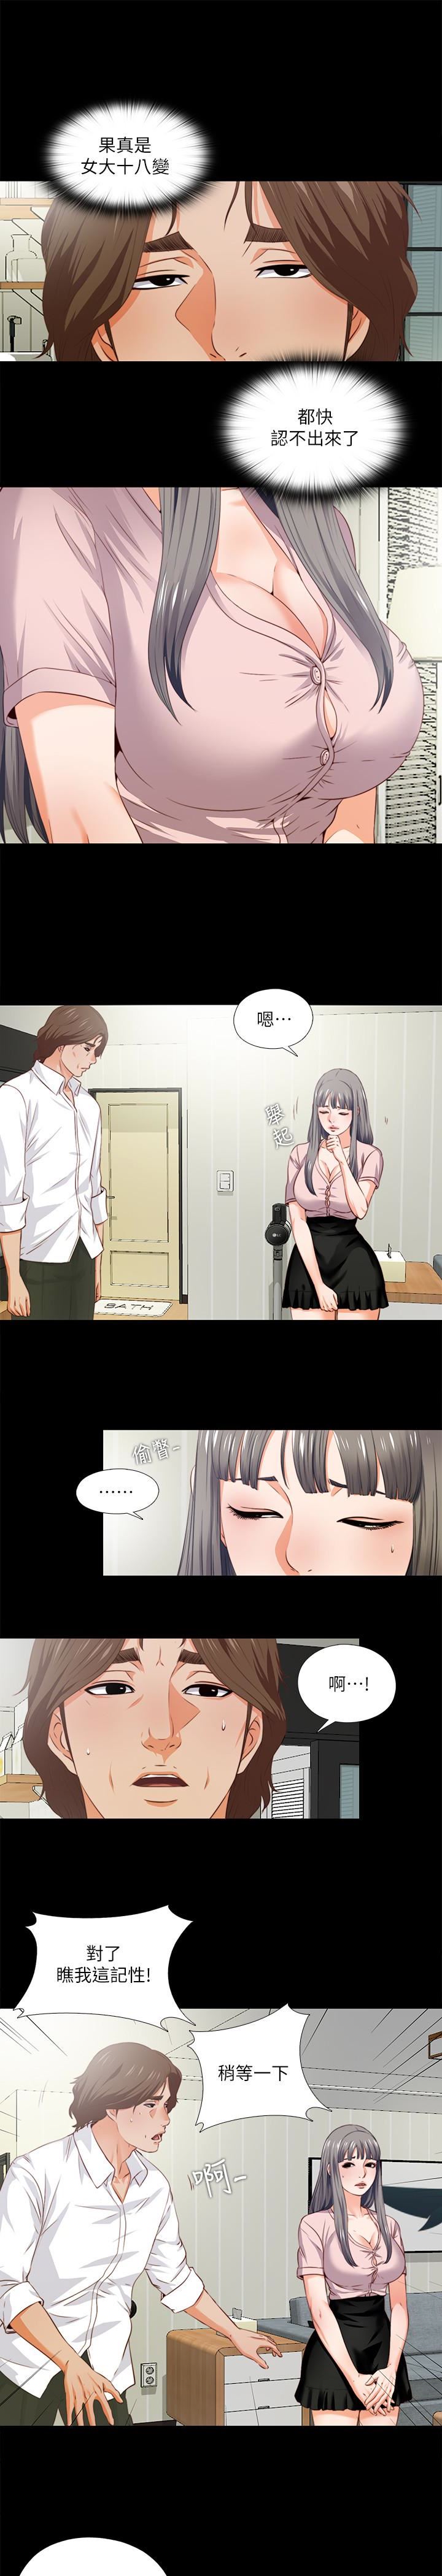 果真是
女大十八變
都快
認不出來了
嗯⋯
舉起
BATH
偷瞥-
⋯⋯
啊⋯!
對了
瞧我這記性!
稍等一下
啊-